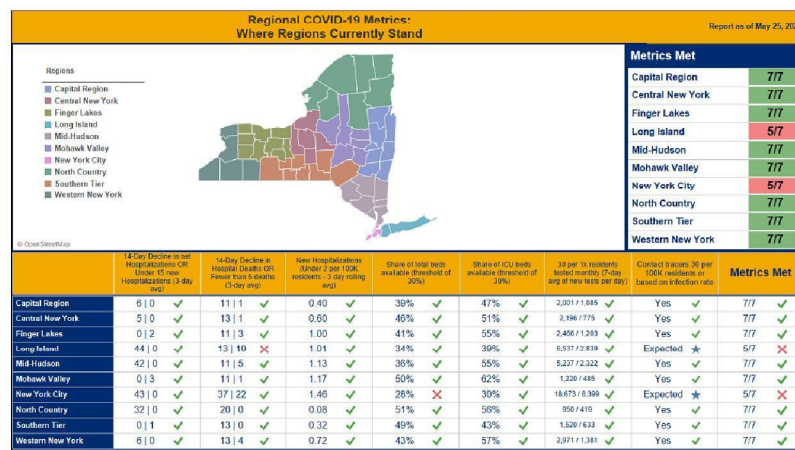 Regional COVID-19 Metrics:
Where Regions Currently Stand
Report as of May 25, 202
Regions
Capital Region
Central New York
Finger Lakes
Long Island
Mid-Hudson
Mohawk Valley
New York City
North Country
Southern Tier
Western New York
© OpenStreetMap
Metrics Met
Capital Region 7/7
Central New York 7/7
Finger Lakes 7/7
Long Island 5/7
Mid-Hudson 7/7
Mohawk Valley 7/7
New York City 5/7
North Country 7/7
Southern Tier 7/7
Western New York 7/7
14-Day Decline in net Hospitalizations OR Under 15 new Hospitalizations (3-day avg)
14-Day Decline in Hospital Deaths OR Fewer than 5 deaths (3-day avg)
New Hospitalizations (Under 2 per 100K residents - 3 day rolling avg)
Share of total beds available (threshold of 30%)
Share of ICU beds available (threshold of 30%)
30 per 1k residents tested monthly (7-day avg of new tests per day)
Contact tracers 30 per 100K residents or based on infection rate
Metrics Met
Capital Region 6 | 0 ✓ 11 | 1 ✓ 0.40 ✓ 39% ✓ 47% ✓ 2,001 / 1,085 ✓ Yes ✓ 7/7 ✓
Central New York 5 | 0 ✓ 13 | 1 ✓ 0.60 ✓ 46% ✓ 51% ✓ 2,196 / 775 ✓ Yes ✓ 7/7 ✓
Finger Lakes 0 | 2 ✓ 11 | 3 ✓ 1.00 ✓ 41% ✓ 55% ✓ 2,466 / 1,203 ✓ Yes ✓ 7/7 ✓
Long Island 44 | 0 ✓ 13 | 10 ✗ 1.01 ✓ 34% ✓ 39% ✓ 6,537 / 2,839 ✓ Expected ★ 5/7 ✗
Mid-Hudson 42 | 0 ✓ 11 | 5 ✓ 1.13 ✓ 36% ✓ 55% ✓ 5,237 / 2,322 ✓ Yes ✓ 7/7 ✓
Mohawk Valley 0 | 3 ✓ 11 | 1 ✓ 1.17 ✓ 50% ✓ 62% ✓ 1,220 / 485 ✓ Yes ✓ 7/7 ✓
New York City 43 | 0 ✓ 37 | 22 ✓ 1.46 ✓ 28% ✗ 30% ✓ 18,673 / 8,399 ✓ Expected ★ 5/7 ✗
North Country 32 | 0 ✓ 20 | 0 ✓ 0.08 ✓ 51% ✓ 56% ✓ 950 / 419 ✓ Yes ✓ 7/7 ✓
Southern Tier 0 | 1 ✓ 13 | 0 ✓ 0.32 ✓ 49% ✓ 43% ✓ 1,520 / 633 ✓ Yes ✓ 7/7 ✓
Western New York 6 | 0 ✓ 13 | 4 ✓ 0.72 ✓ 43% ✓ 57% ✓ 2,971 / 1,381 ✓ Yes ✓ 7/7 ✓